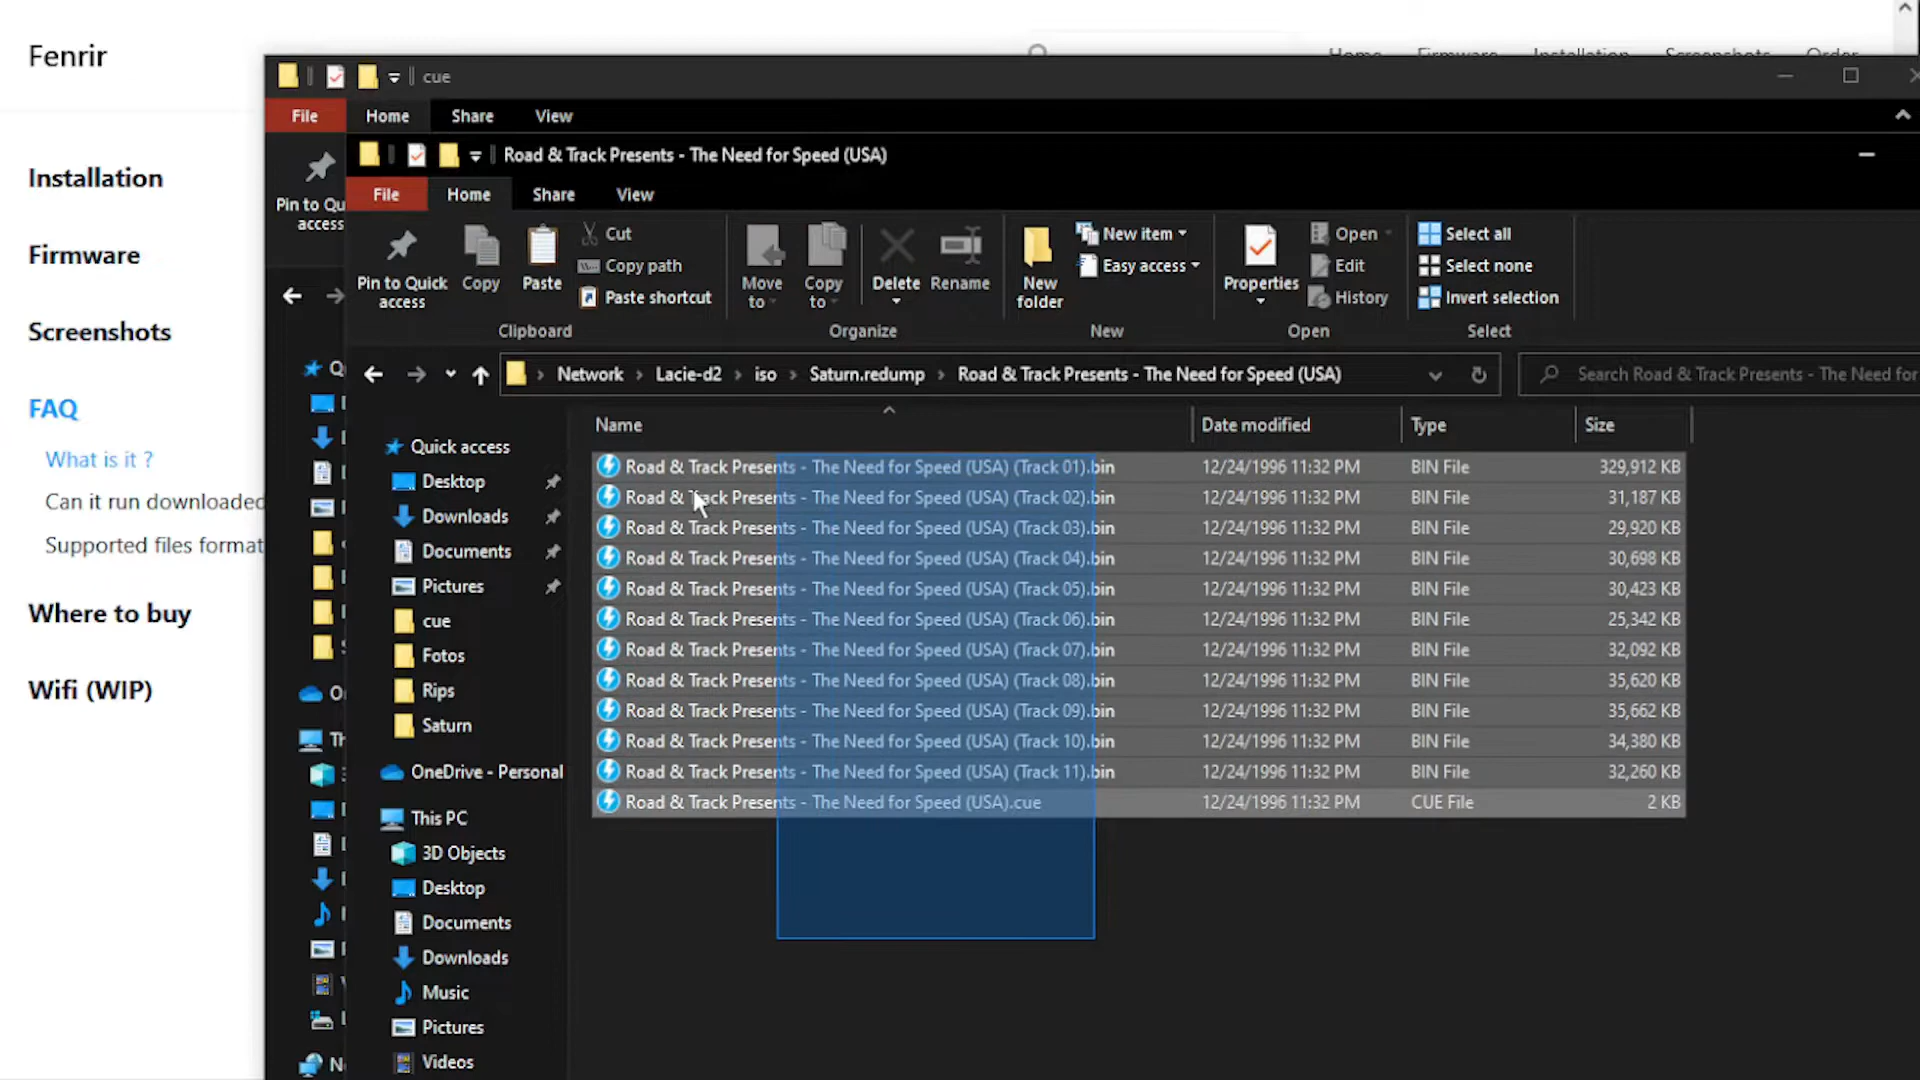 Fenrir
Home Firmware Installation Screenshots Order
Installation
Firmware
Screenshots
FAQ
What is it ?
Can it run downloaded
Supported files format
Where to buy
Wifi (WIP)
cue
File Home Share View
Pin to Qu
access
Road & Track Presents - The Need for Speed (USA)
File Home Share View
Pin to Quick
access
Copy
Paste
Cut
Copy path
Paste shortcut
Clipboard
Move
to
Copy
to
Delete
Rename
Organize
New
folder
New item
Easy access
New
Properties
Open
Edit
History
Open
Select all
Select none
Invert selection
Select
Network > Lacie-d2 > iso > Saturn.redump > Road & Track Presents - The Need for Speed (USA)
Search Road & Track Presents - The Need for
Quick access
Desktop
Downloads
Documents
Pictures
cue
Fotos
Rips
Saturn
OneDrive - Personal
This PC
3D Objects
Desktop
Documents
Downloads
Music
Pictures
Videos
Name Date modified Type Size
Road & Track Presents - The Need for Speed (USA) (Track 01).bin 12/24/1996 11:32 PM BIN File 329,912 KB
Road & Track Presents - The Need for Speed (USA) (Track 02).bin 12/24/1996 11:32 PM BIN File 31,187 KB
Road & Track Presents - The Need for Speed (USA) (Track 03).bin 12/24/1996 11:32 PM BIN File 29,920 KB
Road & Track Presents - The Need for Speed (USA) (Track 04).bin 12/24/1996 11:32 PM BIN File 30,698 KB
Road & Track Presents - The Need for Speed (USA) (Track 05).bin 12/24/1996 11:32 PM BIN File 30,423 KB
Road & Track Presents - The Need for Speed (USA) (Track 06).bin 12/24/1996 11:32 PM BIN File 25,342 KB
Road & Track Presents - The Need for Speed (USA) (Track 07).bin 12/24/1996 11:32 PM BIN File 32,092 KB
Road & Track Presents - The Need for Speed (USA) (Track 08).bin 12/24/1996 11:32 PM BIN File 35,620 KB
Road & Track Presents - The Need for Speed (USA) (Track 09).bin 12/24/1996 11:32 PM BIN File 35,662 KB
Road & Track Presents - The Need for Speed (USA) (Track 10).bin 12/24/1996 11:32 PM BIN File 34,380 KB
Road & Track Presents - The Need for Speed (USA) (Track 11).bin 12/24/1996 11:32 PM BIN File 32,260 KB
Road & Track Presents - The Need for Speed (USA).cue 12/24/1996 11:32 PM CUE File 2 KB